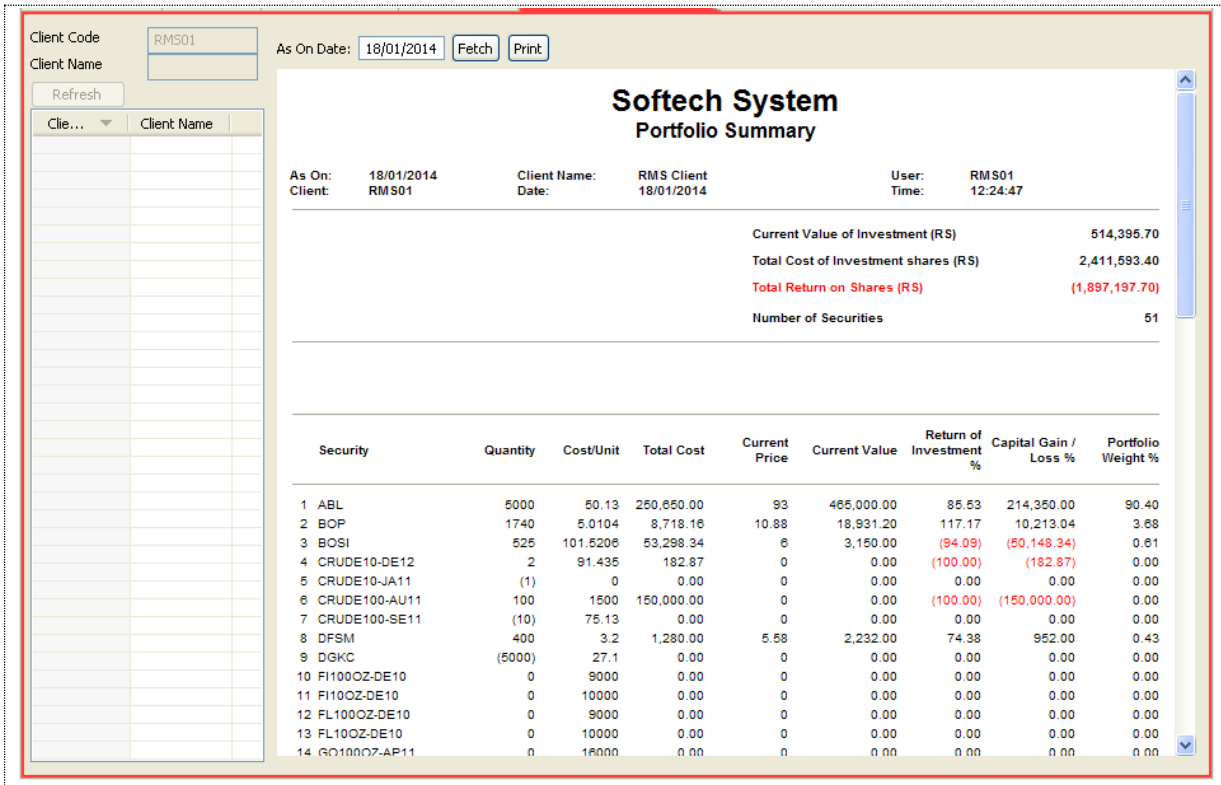 Client Code RMS01
Client Name
Refresh
Clie... Client Name
As On Date: 18/01/2014 Fetch Print
Softech System
Portfolio Summary
As On: 18/01/2014 Client Name: RMS Client User: RMS01
Client: RMS01 Date: 18/01/2014 Time: 12:24:47
Current Value of Investment (RS) 514,395.70
Total Cost of Investment shares (RS) 2,411,593.40
Total Return on Shares (RS) (1,897,197.70)
Number of Securities 51
Security Quantity Cost/Unit Total Cost Current Price Current Value Return of Investment % Capital Gain / Loss % Portfolio Weight %
1 ABL 5000 50.13 250,650.00 93 465,000.00 85.53 214,350.00 90.40
2 BOP 1740 5.0104 8,718.16 10.88 18,931.20 117.17 10,213.04 3.68
3 BOSI 525 101.5206 53,298.34 6 3,150.00 (94.09) (50,148.34) 0.61
4 CRUDE10-DE12 2 91.435 182.87 0 0.00 (100.00) (182.87) 0.00
5 CRUDE10-JA11 (1) 0 0.00 0 0.00 0.00 0.00 0.00
6 CRUDE100-AU11 100 1500 150,000.00 0 0.00 (100.00) (150,000.00) 0.00
7 CRUDE100-SE11 (10) 75.13 0.00 0 0.00 0.00 0.00 0.00
8 DFSM 400 3.2 1,280.00 5.58 2,232.00 74.38 952.00 0.43
9 DGKC (5000) 27.1 0.00 0 0.00 0.00 0.00 0.00
10 FI100OZ-DE10 0 9000 0.00 0 0.00 0.00 0.00 0.00
11 FI10OZ-DE10 0 10000 0.00 0 0.00 0.00 0.00 0.00
12 FL100OZ-DE10 0 9000 0.00 0 0.00 0.00 0.00 0.00
13 FL10OZ-DE10 0 10000 0.00 0 0.00 0.00 0.00 0.00
14 GO100OZ-AP11 0 16000 0.00 0 0.00 0.00 0.00 0.00